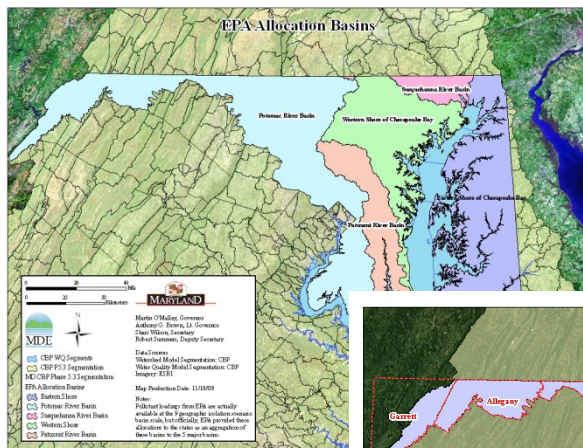 EPA Allocation Basins
Susquehanna River Basin
Potomac River Basin
Western Shore of Chesapeake Bay
Eastern Shore of Chesapeake Bay
Patuxent River Basin
MARYLAND
MDE
N
Martin O'Malley, Governor
Anthony G. Brown, Lt. Governor
Shari Wilson, Secretary
Robert Summers, Deputy Secretary
Data Sources
Watershed Model Segmentation: CBP
Water Quality Model Segmentation: CBP
Imagery: ESRI
Map Production Date: 11/18/09
Notes:
Pollutant loadings from EPA are actually
available at the 9 geographic isolation scenario
basin scale, but officially, EPA provided these
allocations to the states as an aggregation of
these basins to the 5 major basins.
CBP WQ Segments
CBP P5.3 Segmentation
MD CBP Phase 5.3 Segmentation
EPA Allocation Basins
Eastern Shore
Potomac River Basin
Susquehanna River Basin
Western Shore
Patuxent River Basin
Garrett
Allegany